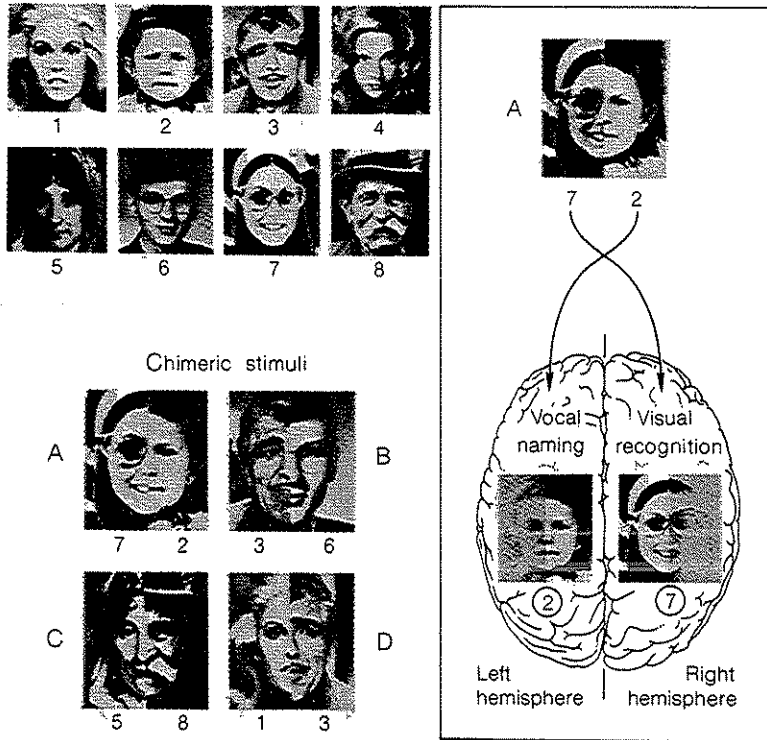 1 2 3 4
5 6 7 8
Chimeric stimuli
A
7 2
B
3 6
C
5 8
D
1 3
A
7 2
Vocal
naming
Visual
recognition
2
7
Left
hemisphere
Right
hemisphere